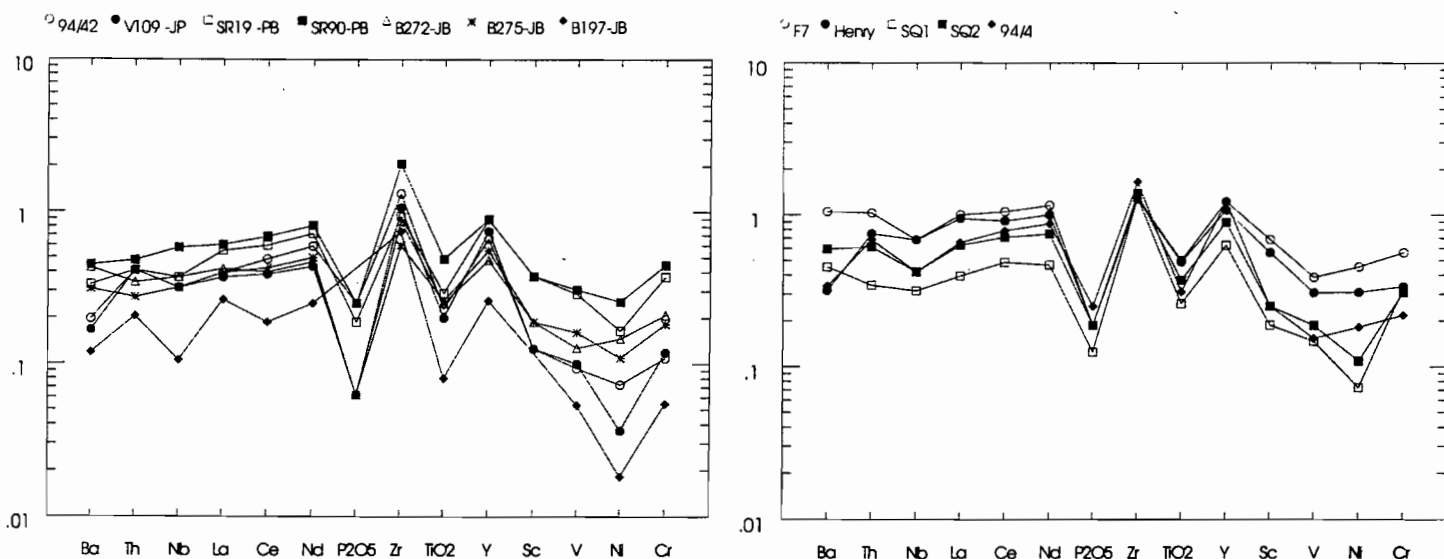 94/42 V109-JP SR19-PB SR90-PB B272-JB B275-JB B197-JB
10
1
.1
.01
Ba Th Nb La Ce Nd P2O5 Zr TiO2 Y Sc V Ni Cr
F7 Henry SQ1 SQ2 94/4
10
1
.1
.01
Ba Th Nb La Ce Nd P2O5 Zr TiO2 Y Sc V Ni Cr